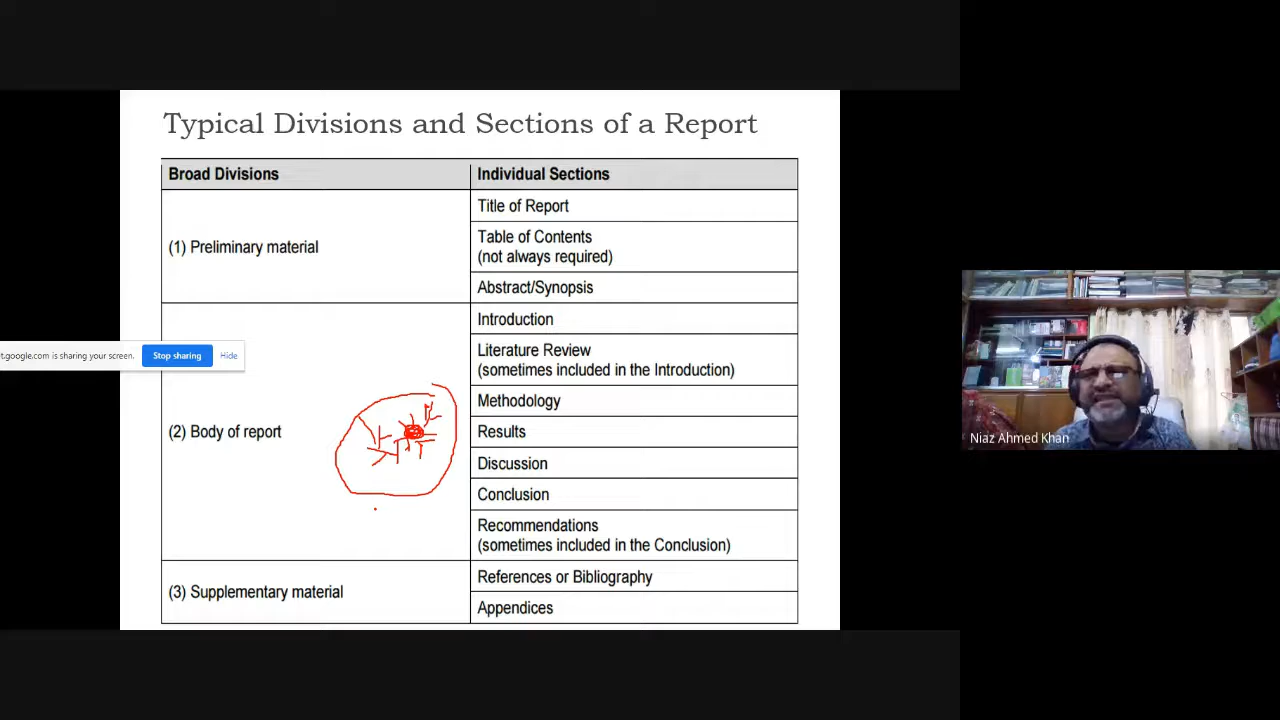 Typical Divisions and Sections of a Report
Broad Divisions
Individual Sections
(1) Preliminary material
Title of Report
Table of Contents
(not always required)
Abstract/Synopsis
(2) Body of report
Introduction
Literature Review
(sometimes included in the Introduction)
Methodology
Results
Discussion
Conclusion
Recommendations
(sometimes included in the Conclusion)
(3) Supplementary material
References or Bibliography
Appendices
t.google.com is sharing your screen.
Stop sharing
Hide
Niaz Ahmed Khan